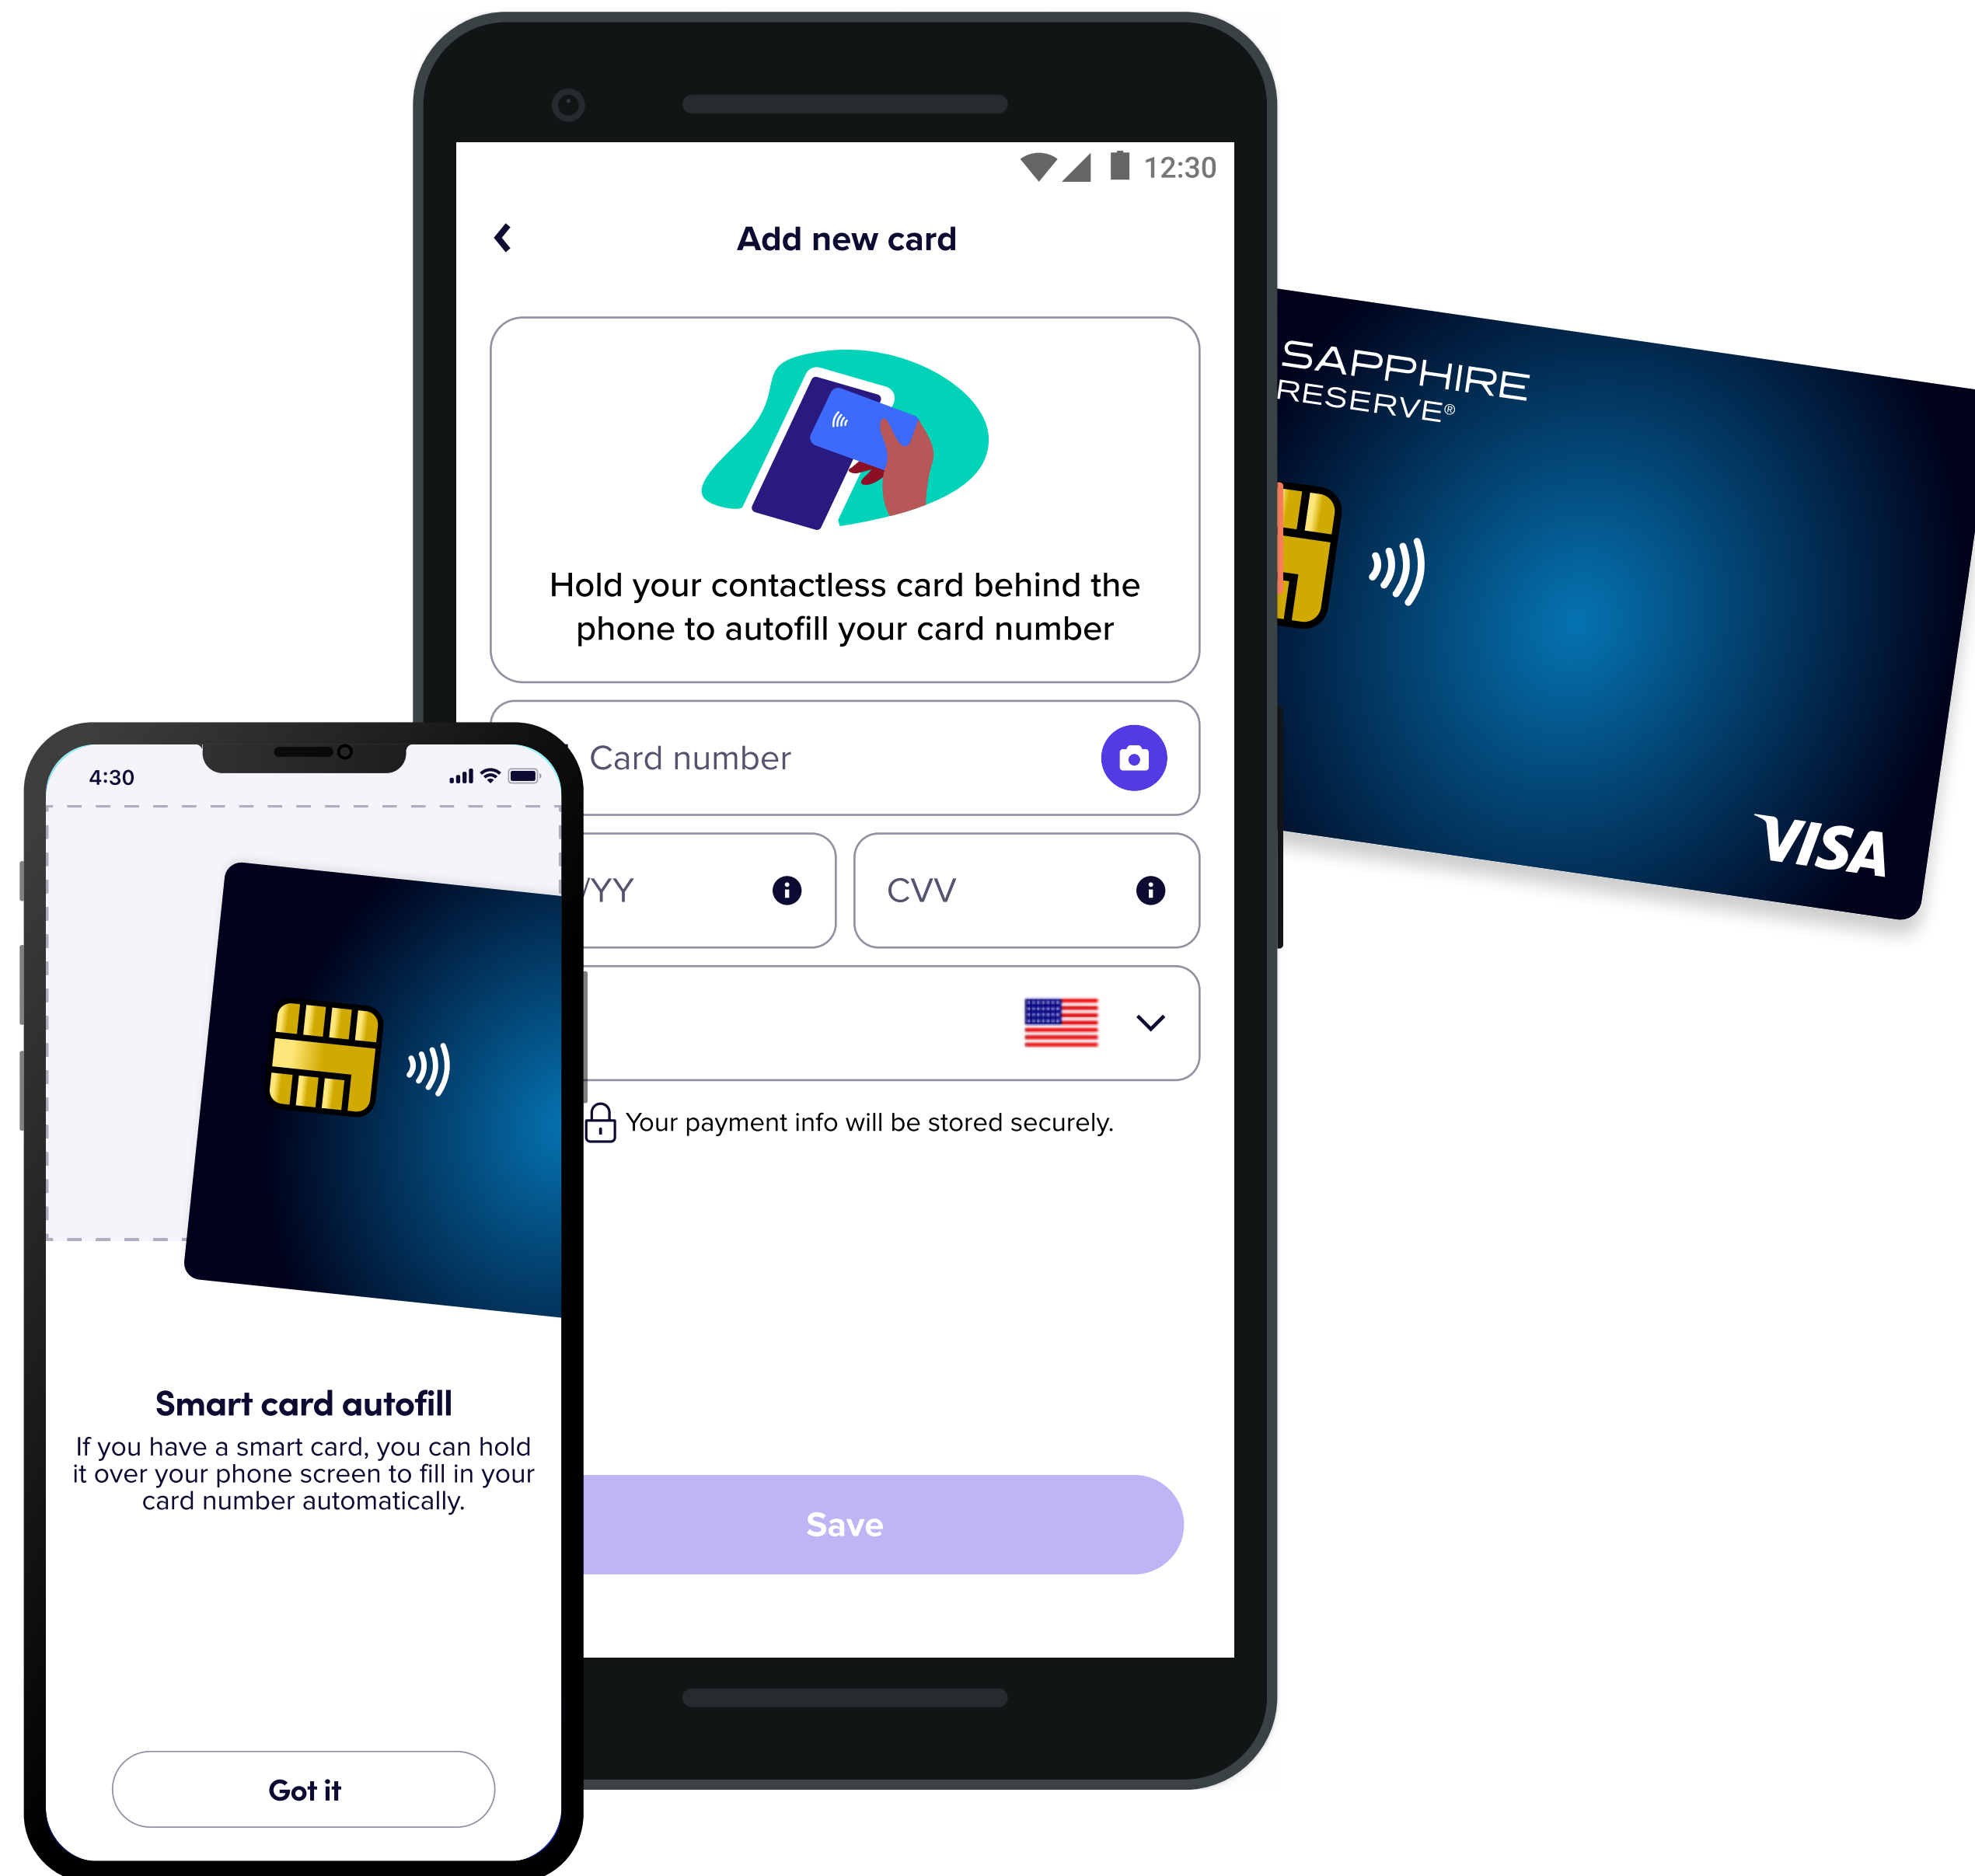 12:30
Add new card
Hold your contactless card behind the
phone to autofill your card number
Card number
/YY
CVV
Your payment info will be stored securely.
Save
SAPPHIRE
RESERVE®
VISA
4:30
Smart card autofill
If you have a smart card, you can hold
it over your phone screen to fill in your
card number automatically.
Got it